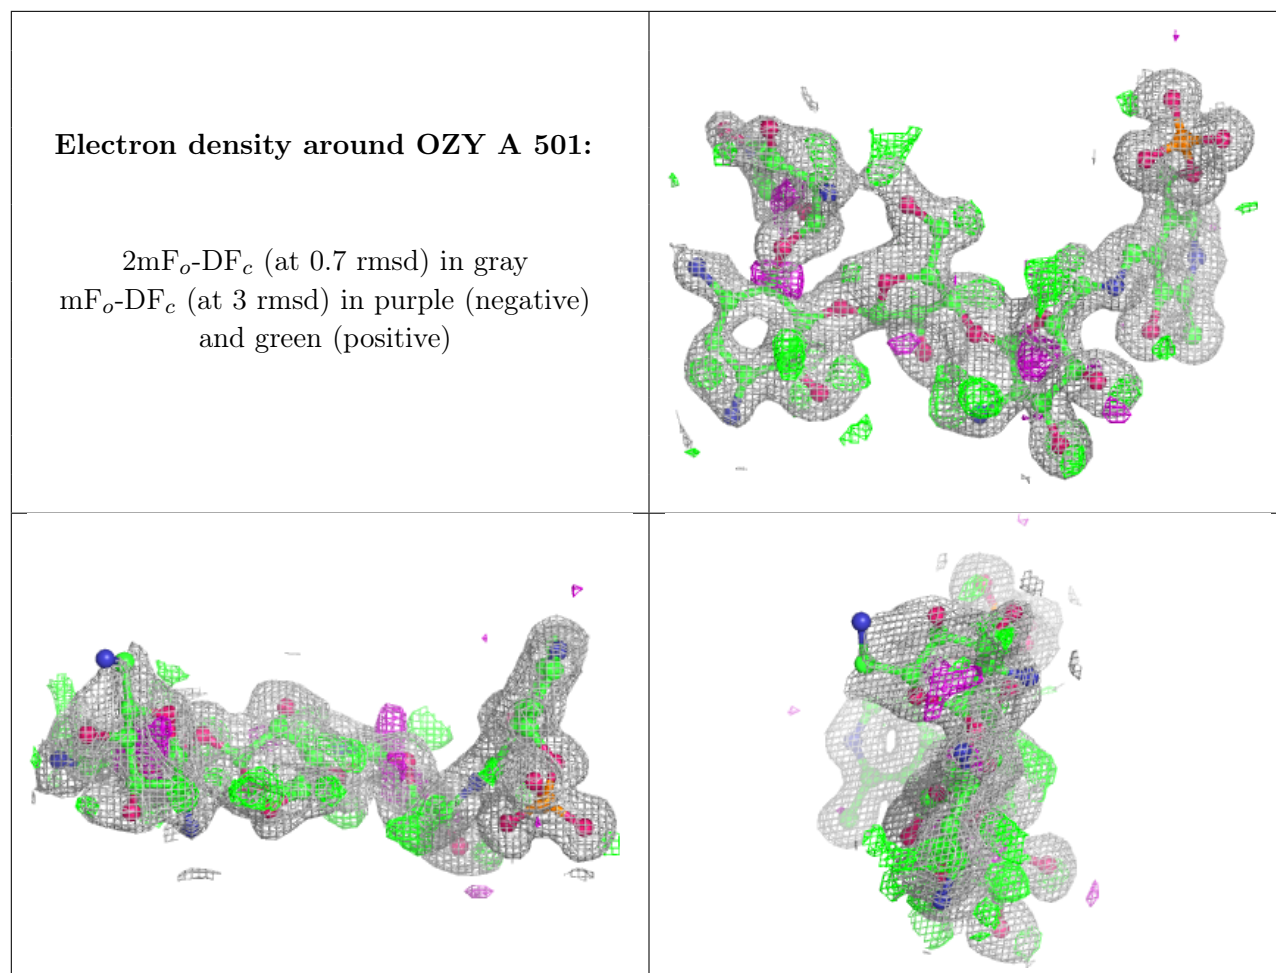 Electron density around OZY A 501:
2mFo-DFc (at 0.7 rmsd) in gray
mFo-DFc (at 3 rmsd) in purple (negative)
and green (positive)